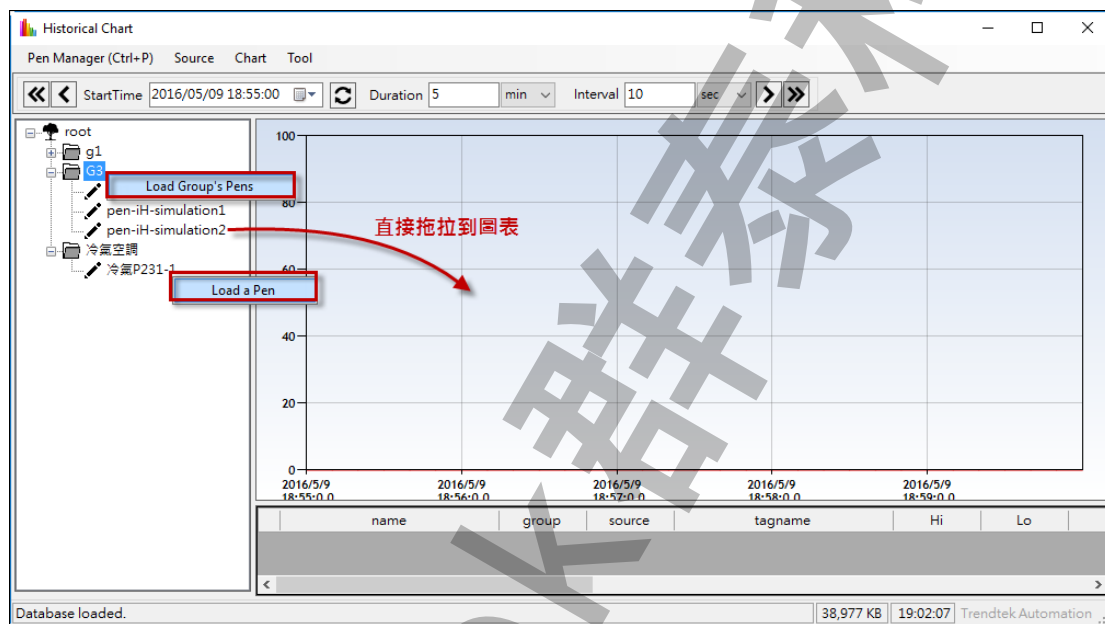 Historical Chart
Pen Manager (Ctrl+P) Source Chart Tool
StartTime 2016/05/09 18:55:00 Duration 5 min Interval 10 sec
root
g1
G3
Load Group's Pens
pen-iH-simulation1
pen-iH-simulation2
冷氣空調
冷氣P231-1
Load a Pen
直接拖拉到圖表
100
80
60
40
20
0
2016/5/9 2016/5/9 2016/5/9 2016/5/9 2016/5/9
18:55:0.0 18:56:0.0 18:57:0.0 18:58:0.0 18:59:0.0
name group source tagname Hi Lo
Database loaded. 38,977 KB 19:02:07 Trendtek Automation
群泰